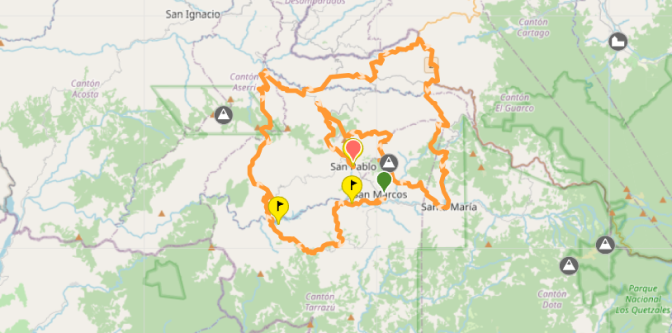 Desamparados
San Ignacio
Cantón
Cartago
Cantón
Acosta
Cantón
Aserrí
Cantón
El Guarco
San Pablo
San Marcos
Santa María
Cantón
Tarrazú
Cantón
Dota
Parque
Nacional
Los Quetzales